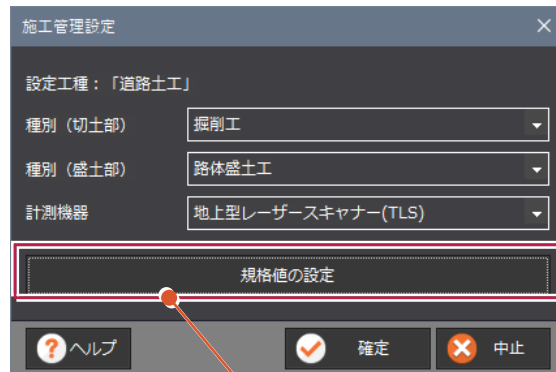 施工管理設定
設定工種：「道路土工」
種別（切土部） 掘削工
種別（盛土部） 路体盛土工
計測機器 地上型レーザースキャナー(TLS)
規格値の設定
ヘルプ 確定 中止